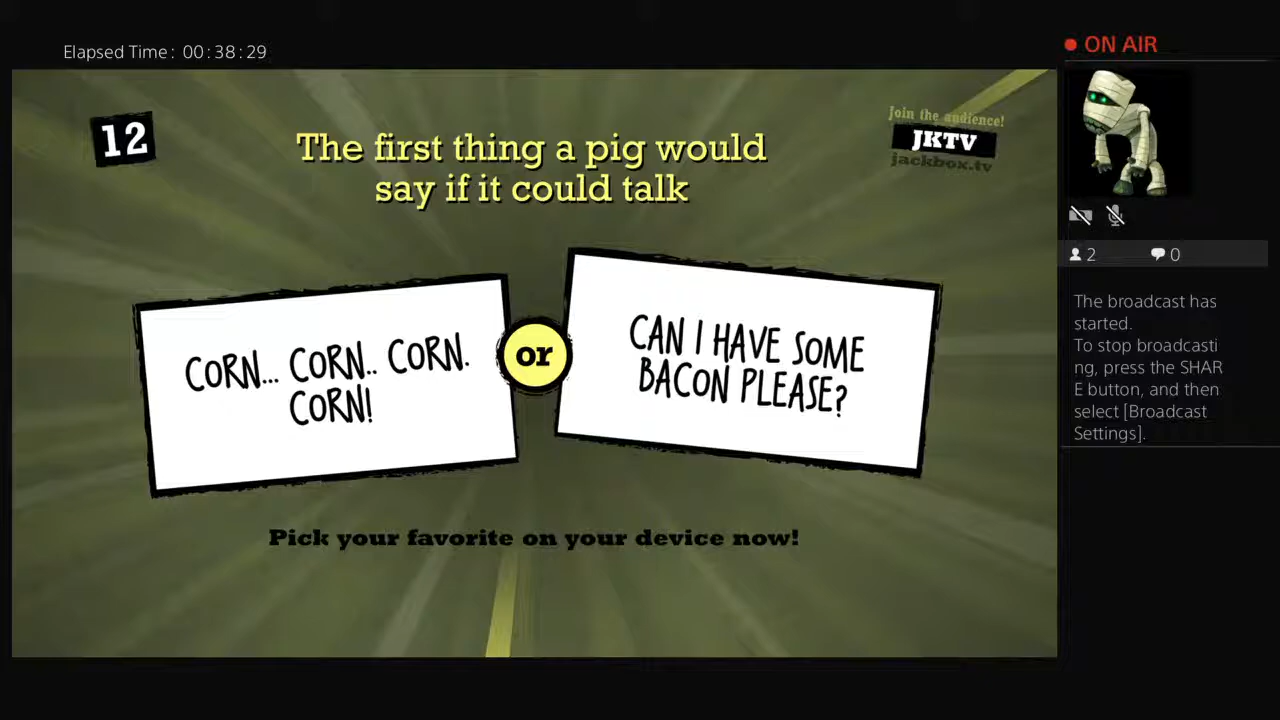 Elapsed Time: 00:38:29
ON AIR
12
The first thing a pig would
say if it could talk
Join the audience!
JKTV
jackbox.tv
CORN... CORN.. CORN.
CORN!
or
CAN I HAVE SOME
BACON PLEASE?
Pick your favorite on your device now!
2
0
The broadcast has
started.
To stop broadcasti
ng, press the SHAR
E button, and then
select [Broadcast
Settings].